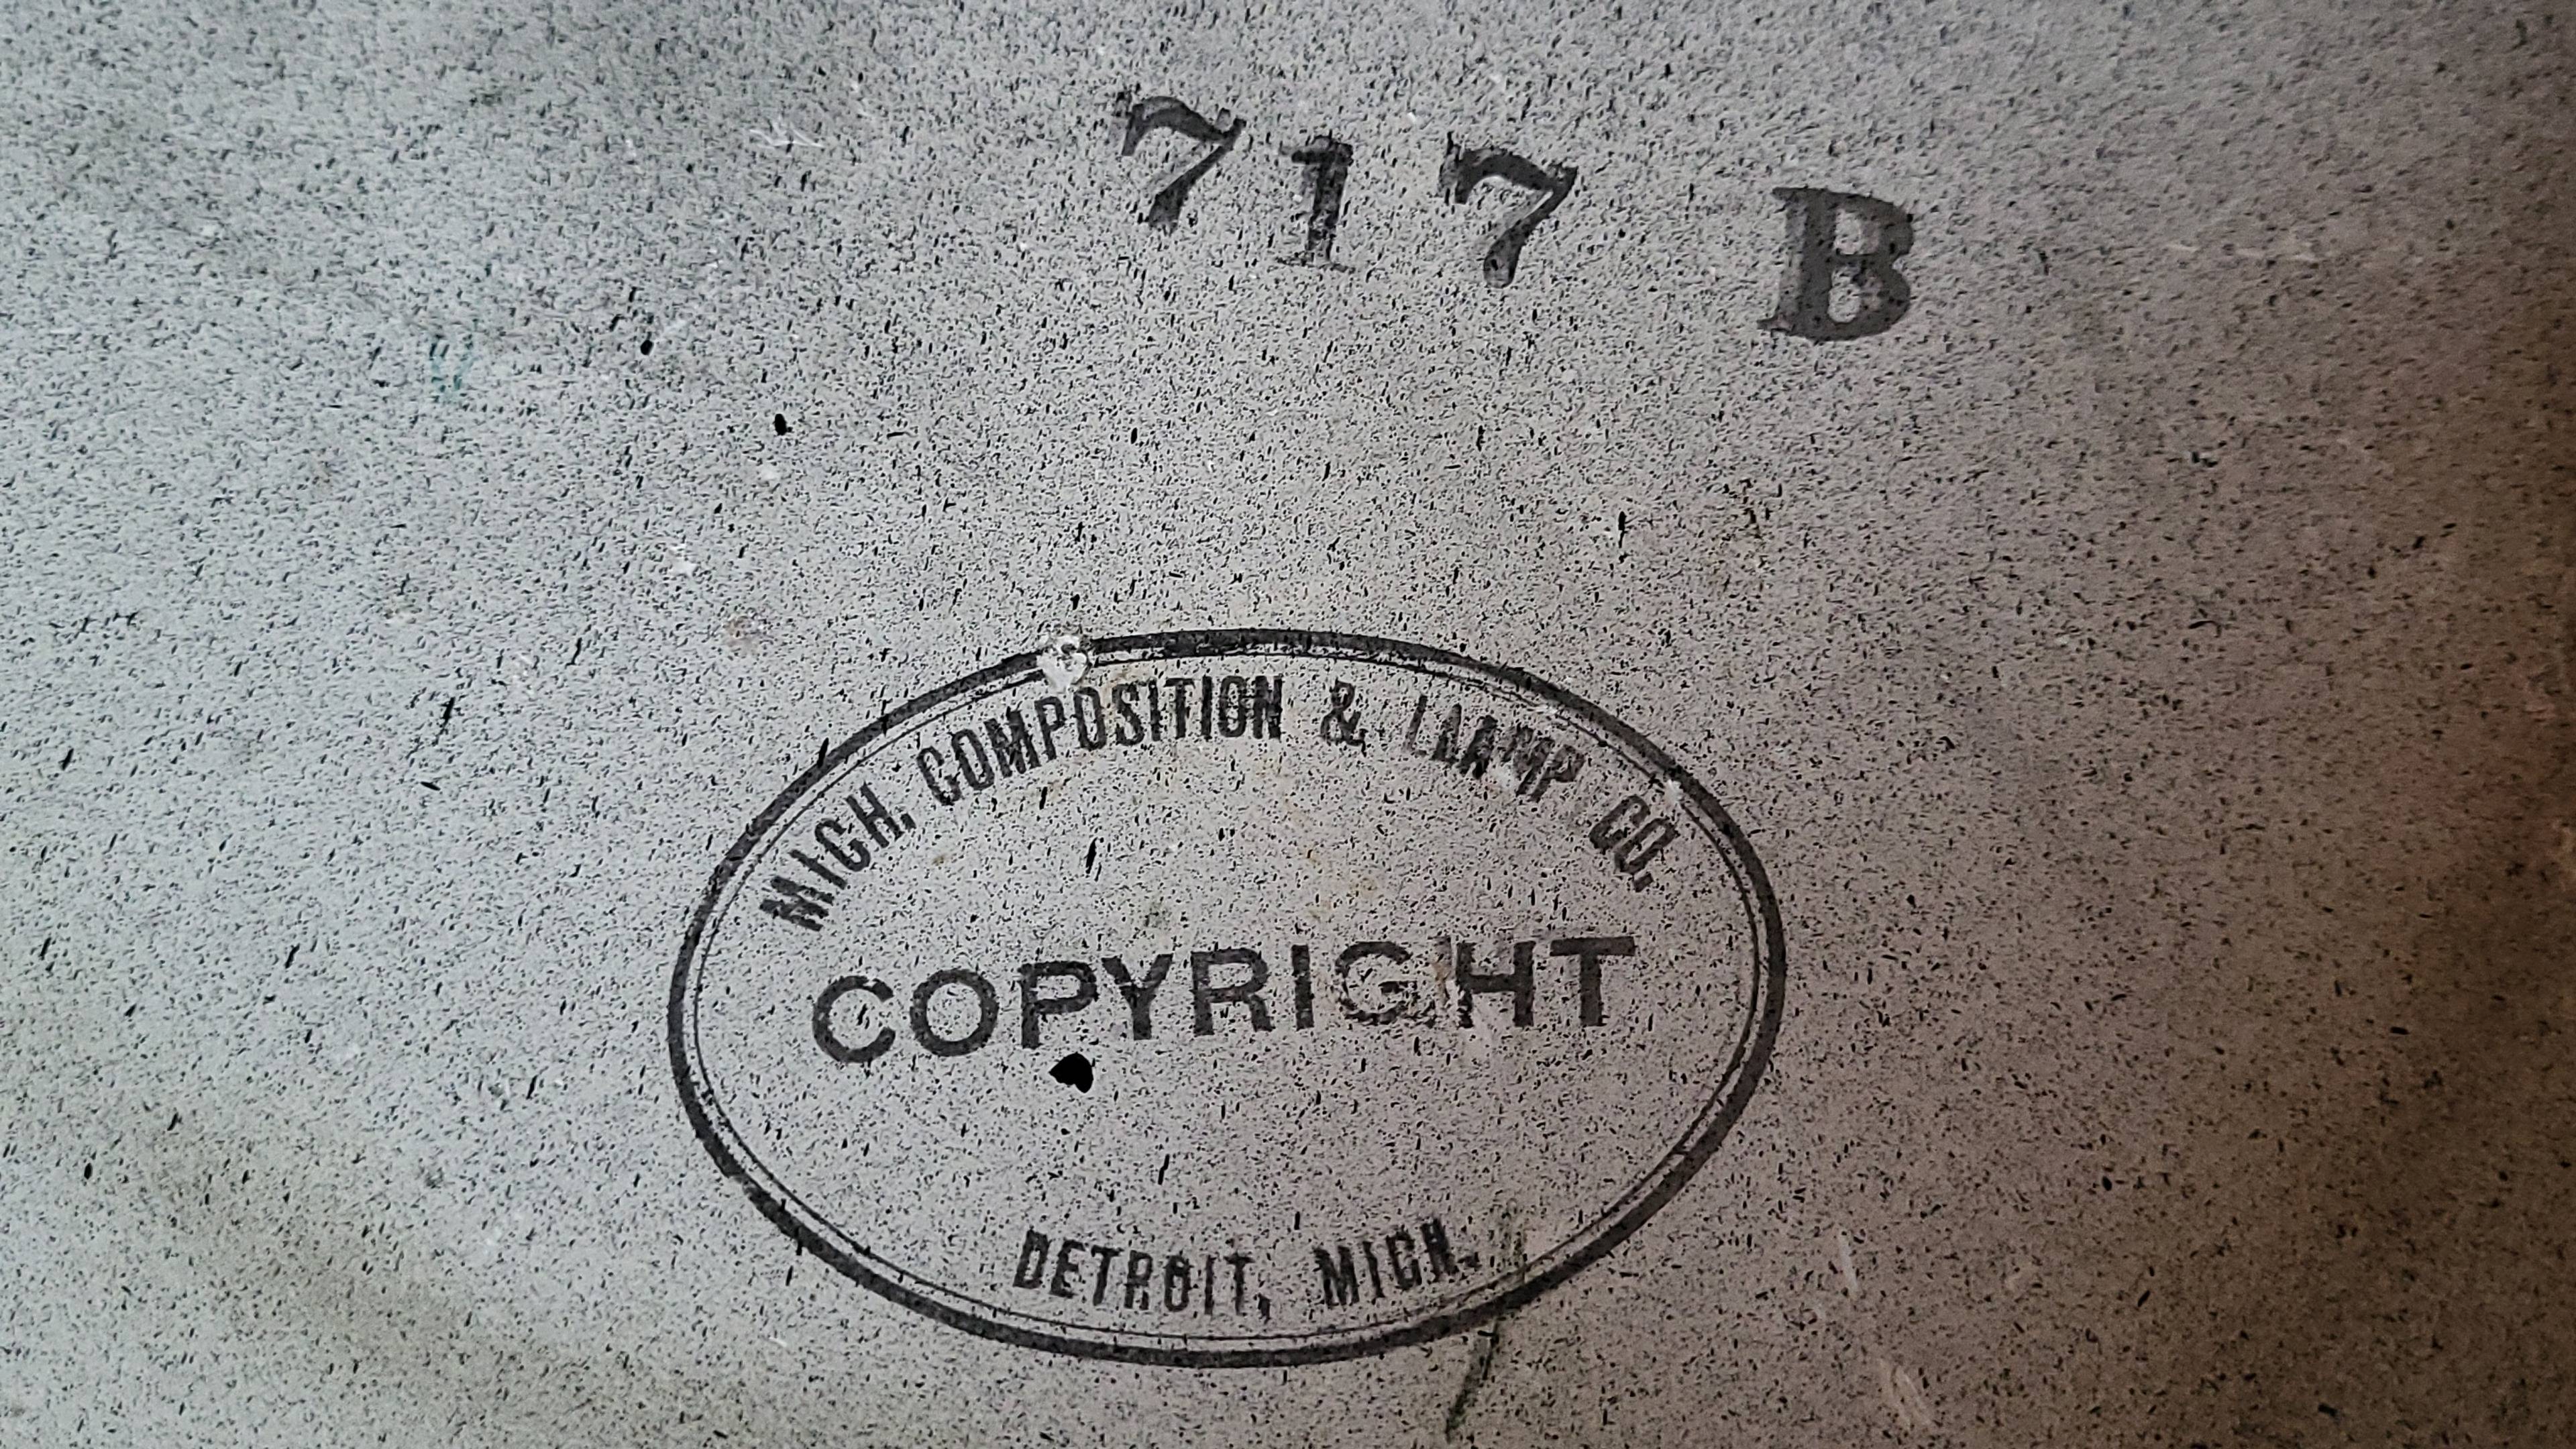 717 B
MICH. COMPOSITION & LAMP CO.
COPYRIGHT
DETROIT, MICH.